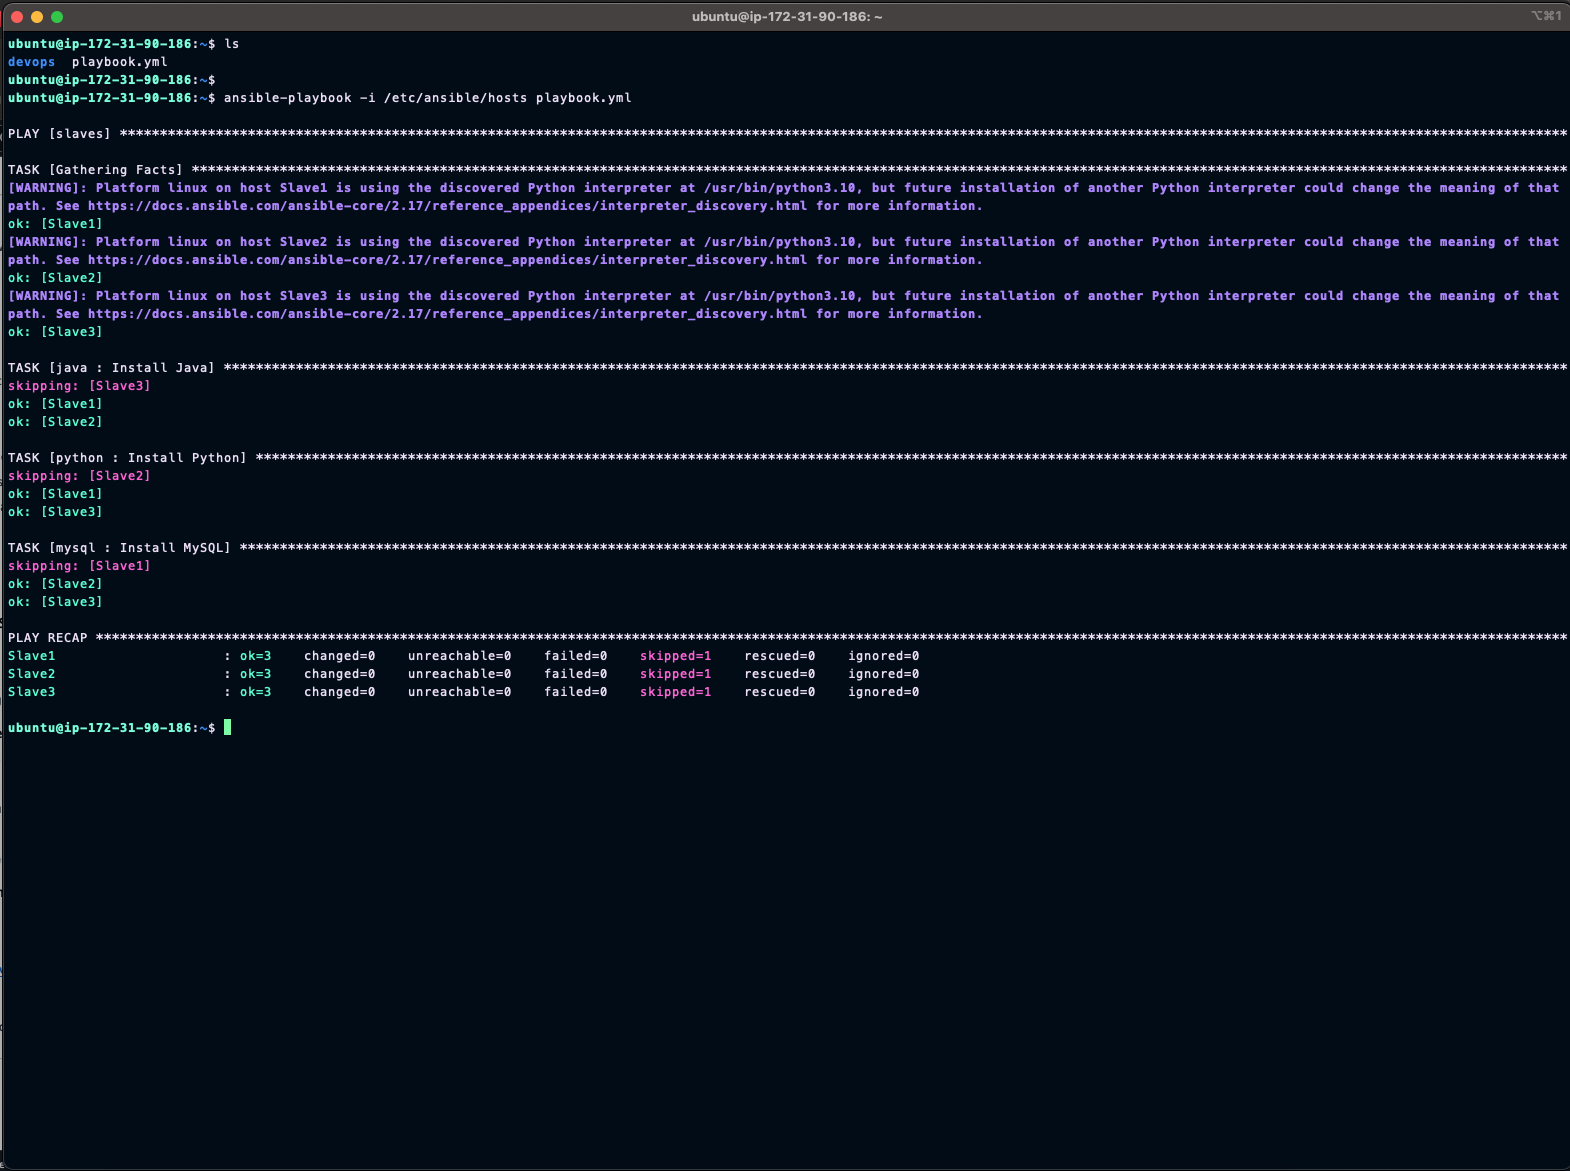 ubuntu@ip-172-31-90-186: ~
⌥⌘1
ubuntu@ip-172-31-90-186:~$ ls
devops  playbook.yml
ubuntu@ip-172-31-90-186:~$
ubuntu@ip-172-31-90-186:~$ ansible-playbook -i /etc/ansible/hosts playbook.yml
PLAY [slaves] *************************************************************************************************************************************************************************************
TASK [Gathering Facts] ****************************************************************************************************************************************************************************
[WARNING]: Platform linux on host Slave1 is using the discovered Python interpreter at /usr/bin/python3.10, but future installation of another Python interpreter could change the meaning of that
path. See https://docs.ansible.com/ansible-core/2.17/reference_appendices/interpreter_discovery.html for more information.
ok: [Slave1]
[WARNING]: Platform linux on host Slave2 is using the discovered Python interpreter at /usr/bin/python3.10, but future installation of another Python interpreter could change the meaning of that
path. See https://docs.ansible.com/ansible-core/2.17/reference_appendices/interpreter_discovery.html for more information.
ok: [Slave2]
[WARNING]: Platform linux on host Slave3 is using the discovered Python interpreter at /usr/bin/python3.10, but future installation of another Python interpreter could change the meaning of that
path. See https://docs.ansible.com/ansible-core/2.17/reference_appendices/interpreter_discovery.html for more information.
ok: [Slave3]
TASK [java : Install Java] ************************************************************************************************************************************************************************
skipping: [Slave3]
ok: [Slave1]
ok: [Slave2]
TASK [python : Install Python] ********************************************************************************************************************************************************************
skipping: [Slave2]
ok: [Slave1]
ok: [Slave3]
TASK [mysql : Install MySQL] **********************************************************************************************************************************************************************
skipping: [Slave1]
ok: [Slave2]
ok: [Slave3]
PLAY RECAP ****************************************************************************************************************************************************************************************
Slave1                     : ok=3    changed=0    unreachable=0    failed=0    skipped=1    rescued=0    ignored=0
Slave2                     : ok=3    changed=0    unreachable=0    failed=0    skipped=1    rescued=0    ignored=0
Slave3                     : ok=3    changed=0    unreachable=0    failed=0    skipped=1    rescued=0    ignored=0
ubuntu@ip-172-31-90-186:~$